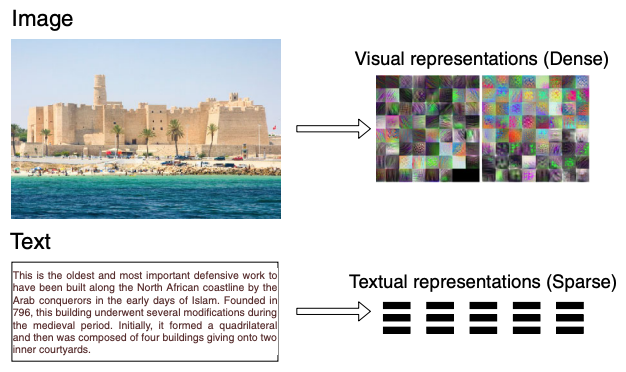 Image
Visual representations (Dense)
Text
This is the oldest and most important defensive work to
have been built along the North African coastline by the
Arab conquerors in the early days of Islam. Founded in
796, this building underwent several modifications during
the medieval period. Initially, it formed a quadrilateral
and then was composed of four buildings giving onto two
inner courtyards.
Textual representations (Sparse)